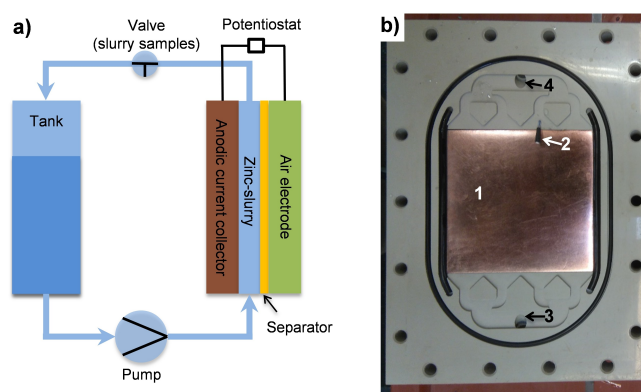 a)
Valve
(slurry samples)
Potentiostat
Tank
Anodic current
collector
Zinc-slurry
Air electrode
Separator
Pump
b)
4
2
1
3